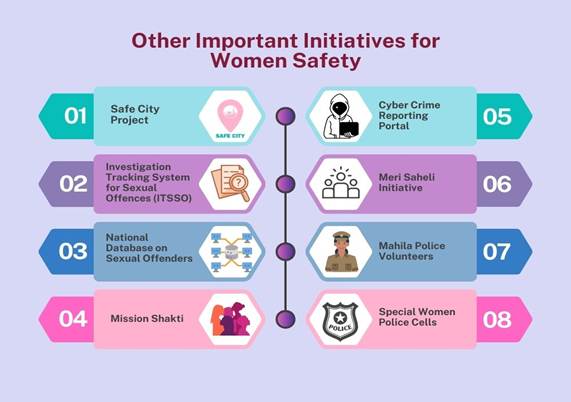 Other Important Initiatives for
Women Safety
01
Safe City
Project
SAFE CITY
02
Investigation
Tracking System
for Sexual
Offences (ITSSO)
03
National
Database on
Sexual Offenders
04
Mission Shakti
Cyber Crime
Reporting
Portal
05
Meri Saheli
Initiative
06
Mahila Police
Volunteers
07
Special Women
Police Cells
POLICE
08